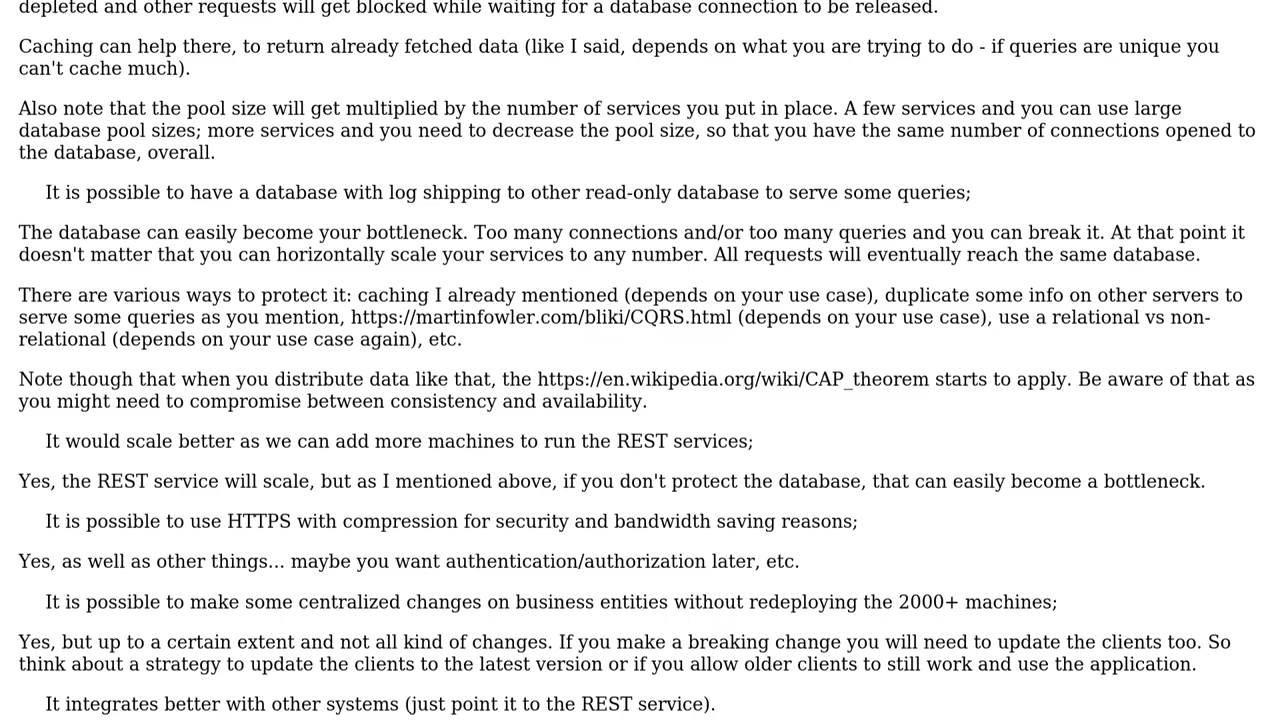 depleted and other requests will get blocked while waiting for a database connection to be released.
Caching can help there, to return already fetched data (like I said, depends on what you are trying to do - if queries are unique you
can't cache much).
Also note that the pool size will get multiplied by the number of services you put in place. A few services and you can use large
database pool sizes; more services and you need to decrease the pool size, so that you have the same number of connections opened to
the database, overall.
It is possible to have a database with log shipping to other read-only database to serve some queries;
The database can easily become your bottleneck. Too many connections and/or too many queries and you can break it. At that point it
doesn't matter that you can horizontally scale your services to any number. All requests will eventually reach the same database.
There are various ways to protect it: caching I already mentioned (depends on your use case), duplicate some info on other servers to
serve some queries as you mention, https://martinfowler.com/bliki/CQRS.html (depends on your use case), use a relational vs non-
relational (depends on your use case again), etc.
Note though that when you distribute data like that, the https://en.wikipedia.org/wiki/CAP_theorem starts to apply. Be aware of that as
you might need to compromise between consistency and availability.
It would scale better as we can add more machines to run the REST services;
Yes, the REST service will scale, but as I mentioned above, if you don't protect the database, that can easily become a bottleneck.
It is possible to use HTTPS with compression for security and bandwidth saving reasons;
Yes, as well as other things... maybe you want authentication/authorization later, etc.
It is possible to make some centralized changes on business entities without redeploying the 2000+ machines;
Yes, but up to a certain extent and not all kind of changes. If you make a breaking change you will need to update the clients too. So
think about a strategy to update the clients to the latest version or if you allow older clients to still work and use the application.
It integrates better with other systems (just point it to the REST service).